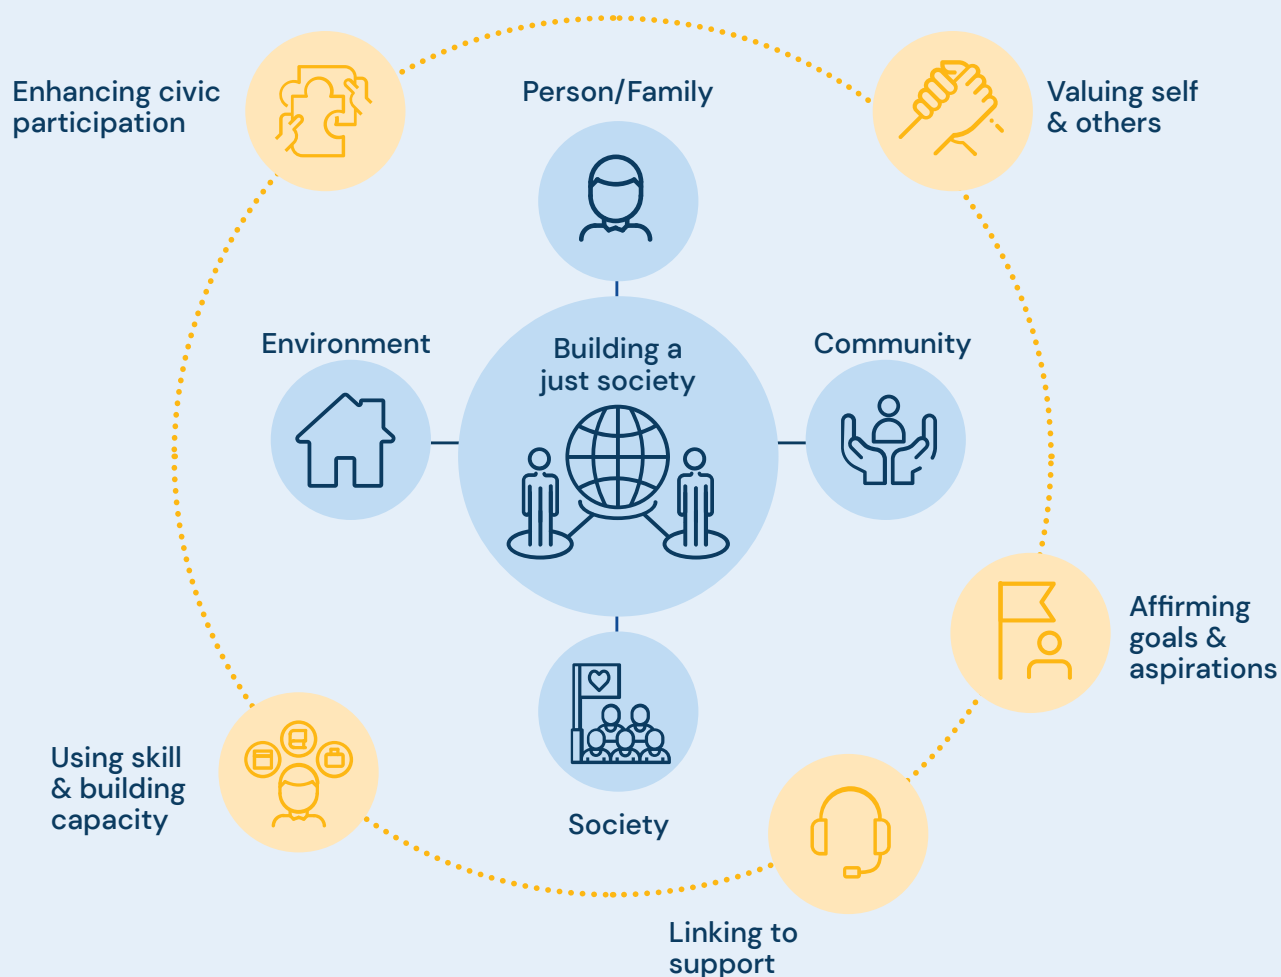 Enhancing civic
participation
Person/Family
Valuing self
& others
Environment
Building a
just society
Community
Affirming
goals &
aspirations
Using skill
& building
capacity
Society
Linking to
support